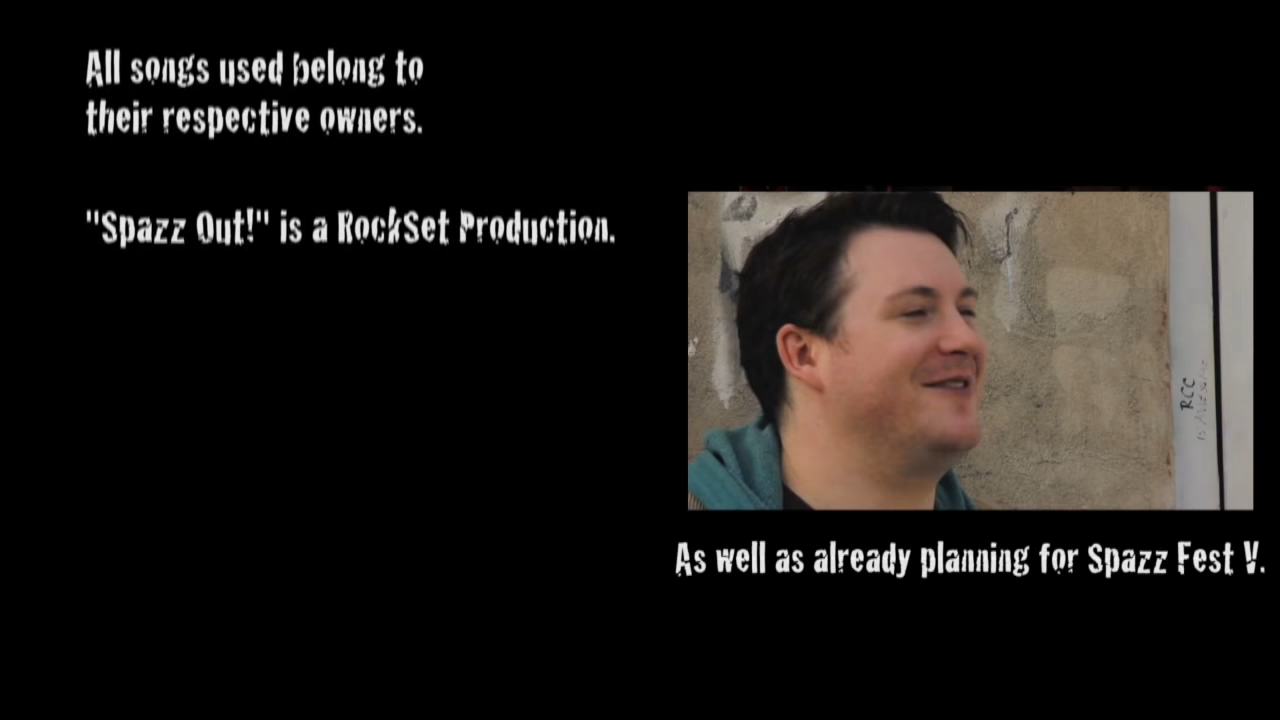 All songs used belong to
their respective owners.
"Spazz Out!" is a RockSet Production.
RCC
As well as already planning for Spazz Fest V.